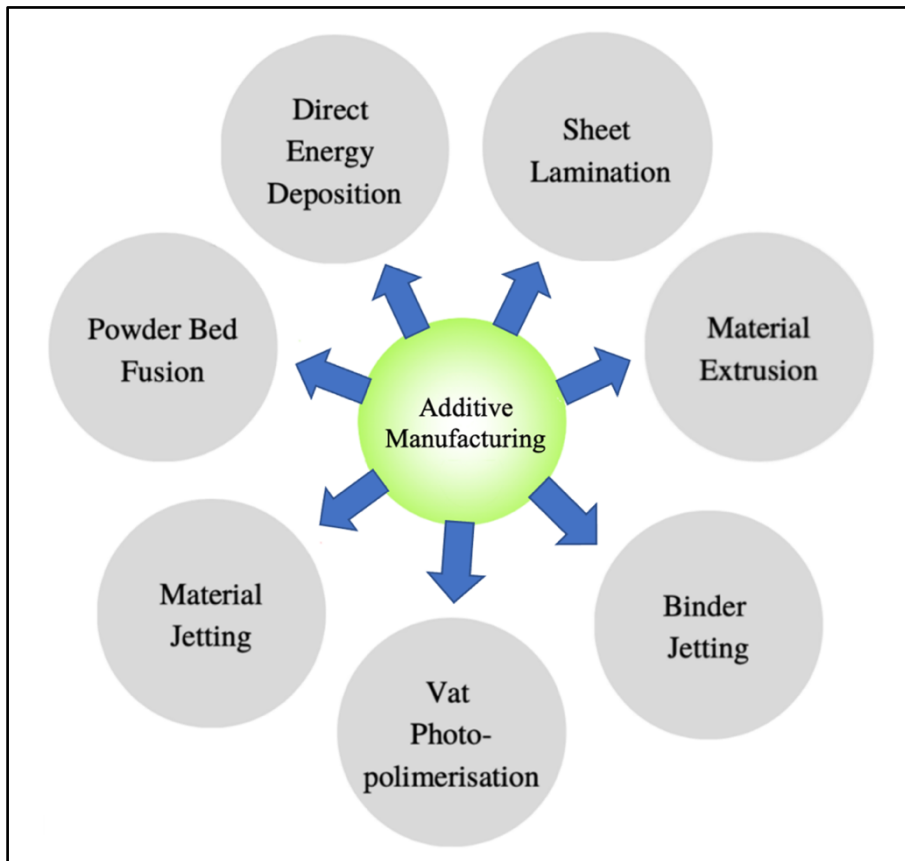 Direct
Energy
Deposition
Sheet
Lamination
Powder Bed
Fusion
Material
Extrusion
Additive
Manufacturing
Material
Jetting
Binder
Jetting
Vat
Photo-
polimerisation